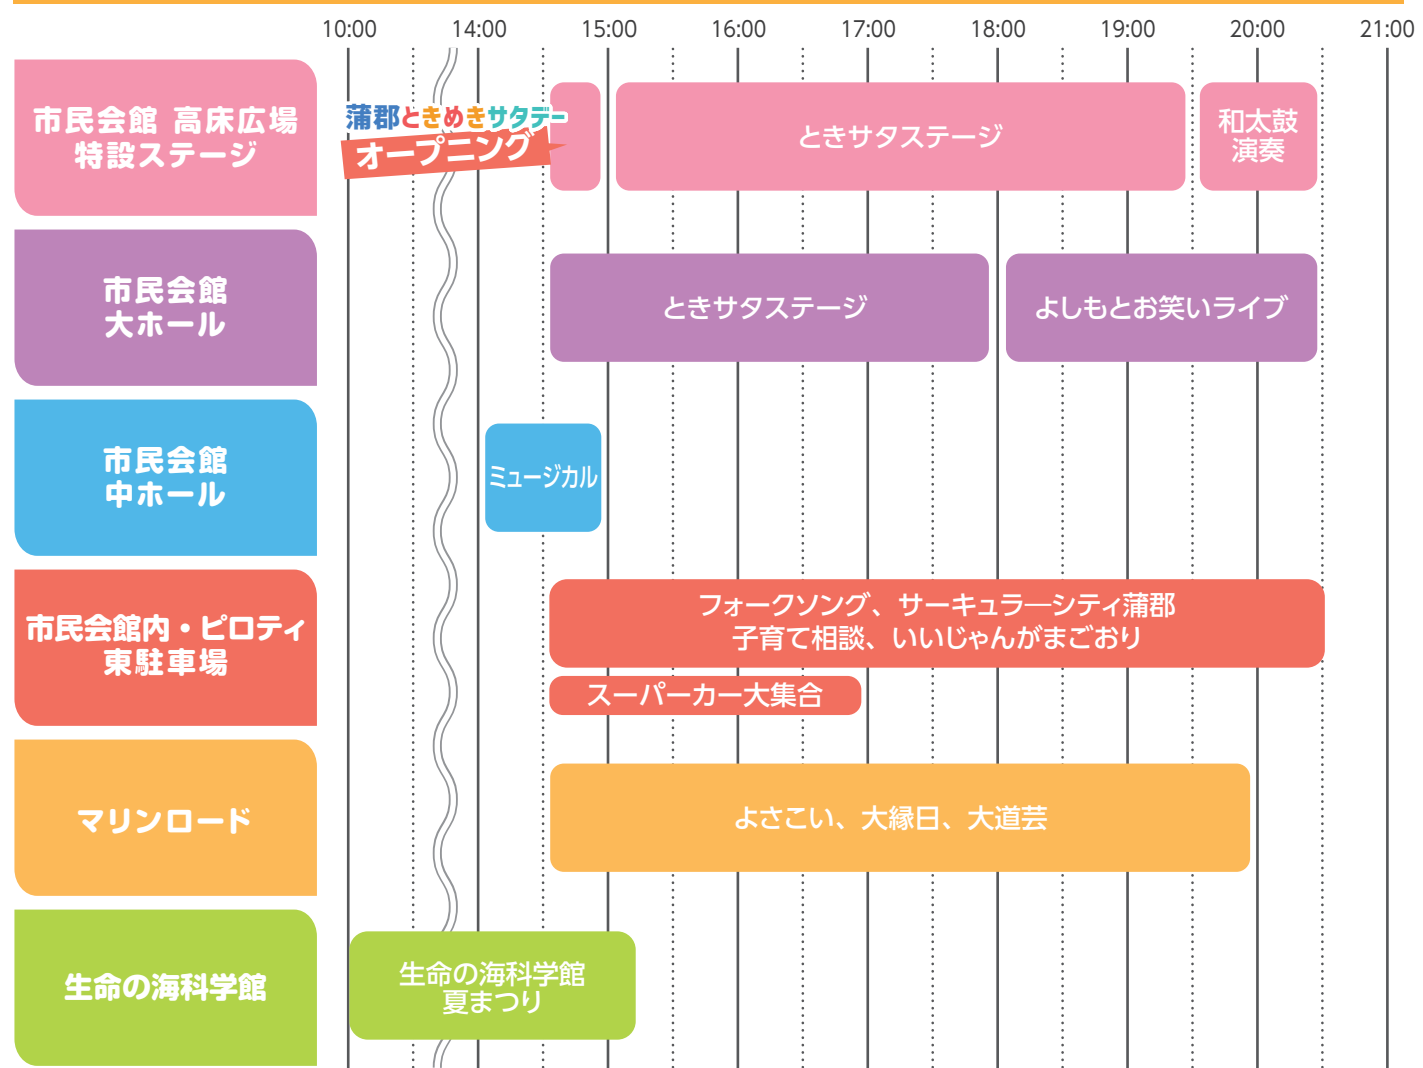 10:00 14:00 15:00 16:00 17:00 18:00 19:00 20:00 21:00
市民会館 高床広場
特設ステージ
蒲郡ときめきサタデー
オープニング
ときサタステージ
和太鼓
演奏
市民会館
大ホール
ときサタステージ
よしもとお笑いライブ
市民会館
中ホール
ミュージカル
市民会館内・ピロティ
東駐車場
フォークソング、サーキュラーシティ蒲郡
子育て相談、いいじゃんがまごおり
スーパーカー大集合
マリンロード
よさこい、大縁日、大道芸
生命の海科学館
生命の海科学館
夏まつり